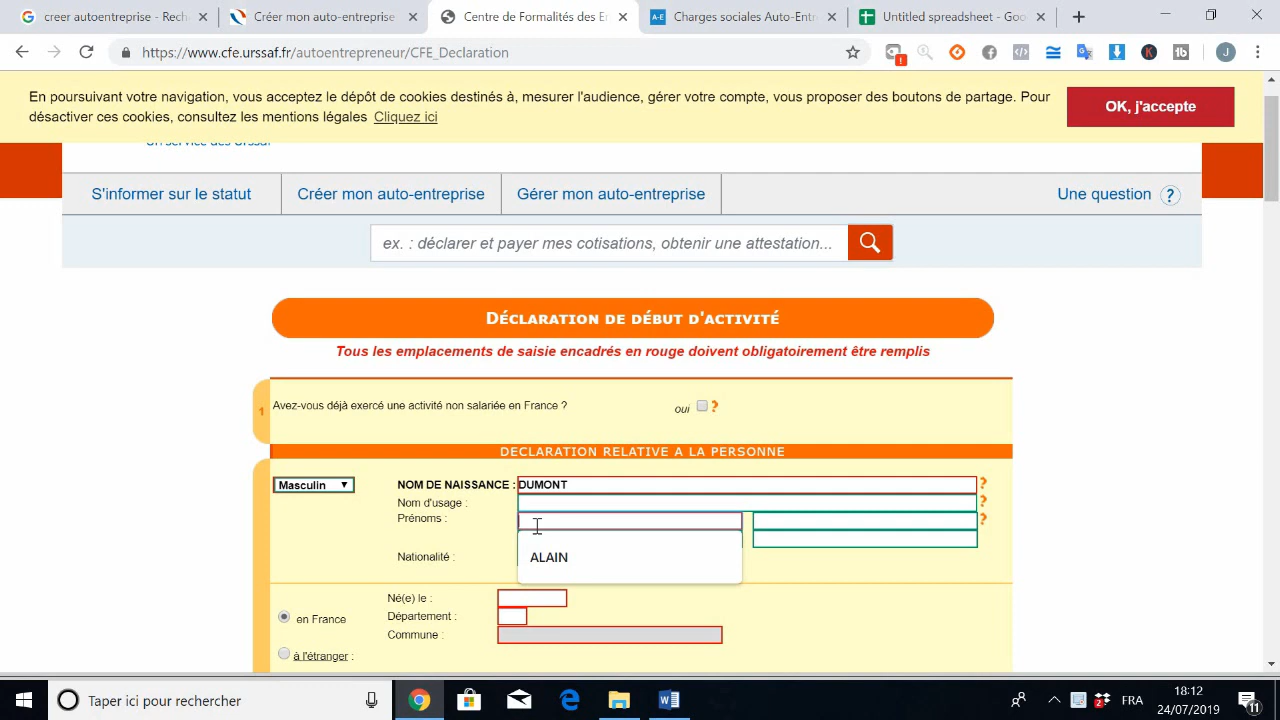 creer autoentreprise - Rech
Créer mon auto-entreprise
Centre de Formalités des En
Charges Sociales Auto-Entr
Untitled spreadsheet - Goo
https://www.cfe.urssaf.fr/autoentrepreneur/CFE_Declaration
En poursuivant votre navigation, vous acceptez le dépôt de cookies destinés à, mesurer l'audience, gérer votre compte, vous proposer des boutons de partage. Pour
désactiver ces cookies, consultez les mentions légales Cliquez ici
OK, j'accepte
Un service des Urssaf
S'informer sur le statut
Créer mon auto-entreprise
Gérer mon auto-entreprise
Une question ?
ex. : déclarer et payer mes cotisations, obtenir une attestation...
Déclaration de début d'activité
Tous les emplacements de saisie encadrés en rouge doivent obligatoirement être remplis
1 Avez-vous déjà exercé une activité non salariée en France ? oui ?
DECLARATION RELATIVE A LA PERSONNE
Masculin NOM DE NAISSANCE : DUMONT ?
Nom d'usage : ?
Prénoms : ?
ALAIN
Nationalité :
Né(e) le :
en France Département :
Commune :
à l'étranger :
Taper ici pour rechercher
FRA
18:12
24/07/2019
11